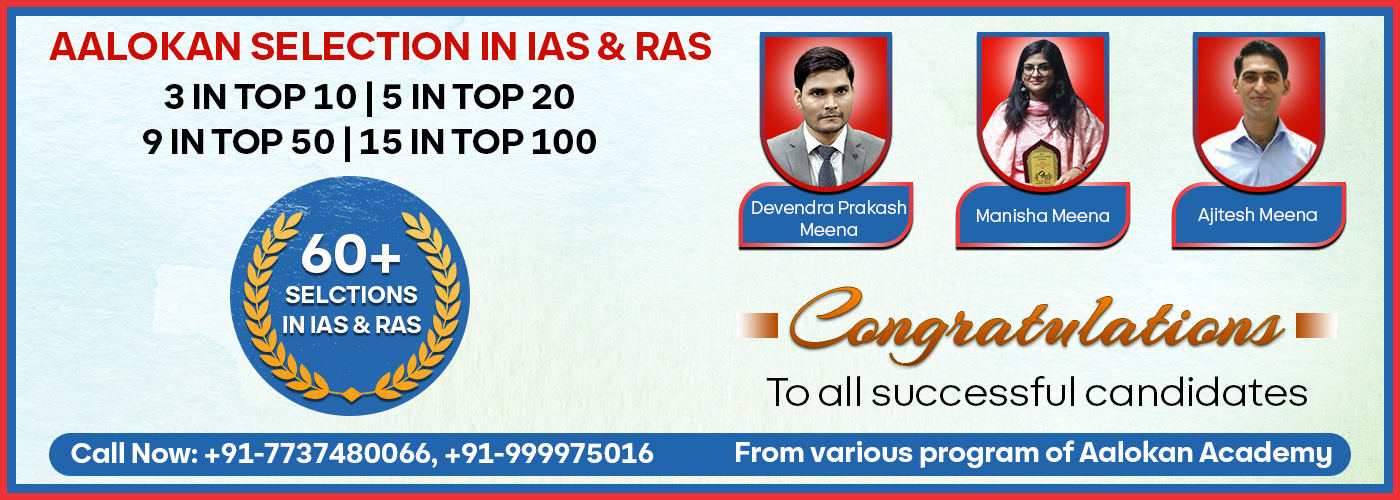 AALOKAN SELECTION IN IAS & RAS
3 IN TOP 10 | 5 IN TOP 20
9 IN TOP 50 | 15 IN TOP 100
60+
SELCTIONS
IN IAS & RAS
Devendra Prakash
Meena
Manisha Meena
Ajitesh Meena
Congratulations
To all successful candidates
Call Now: +91-7737480066, +91-999975016
From various program of Aalokan Academy